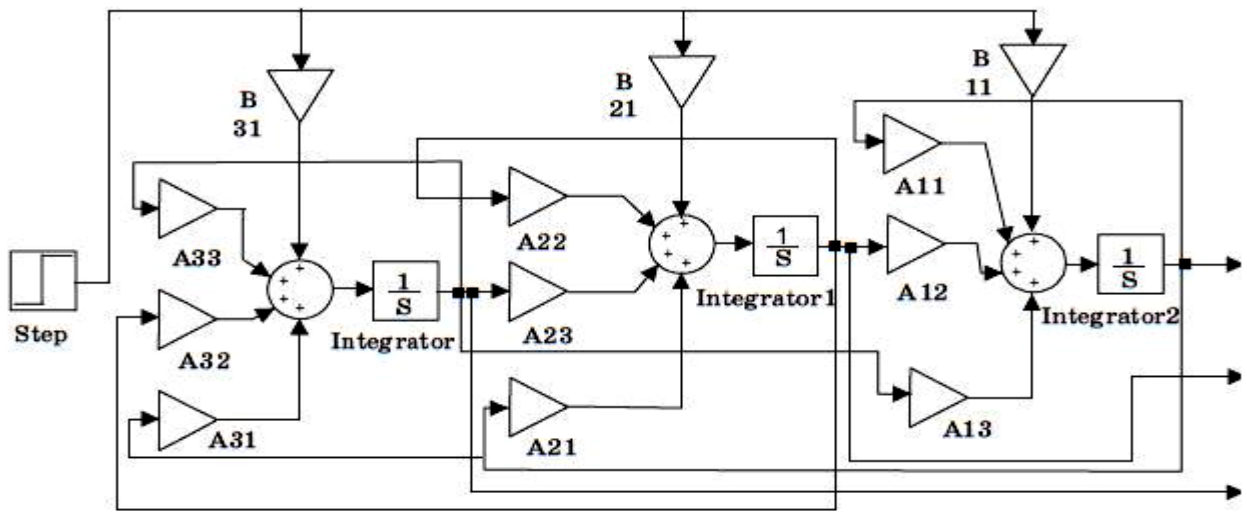 B
31
B
21
B
11
A11
A22
A33
A12
1
S
Integrator
1
S
Integrator1
1
S
Integrator2
Step
A23
A32
A31
A21
A13
+
+
+
+
+
+
+
+
+
+
+
+